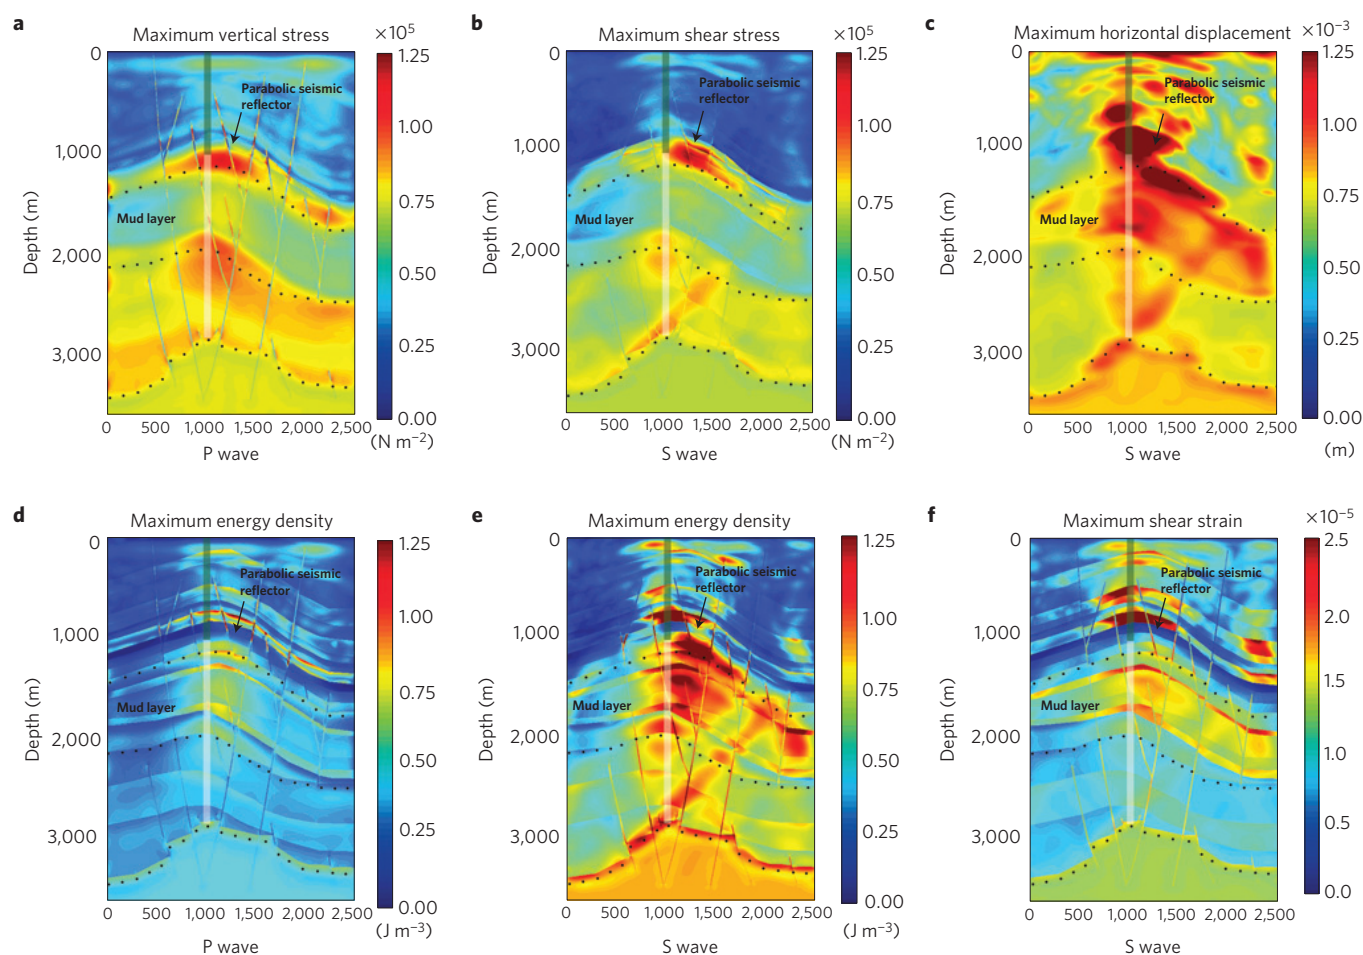 a
Maximum vertical stress
×10⁵
0
1,000
2,000
3,000
Depth (m)
Parabolic seismic
reflector
Mud layer
1.25
1.00
0.75
0.50
0.25
0.00
(N m⁻²)
0 500 1,000 1,500 2,000 2,500
P wave
b
Maximum shear stress
×10⁵
0
1,000
2,000
3,000
Depth (m)
Parabolic seismic
reflector
Mud layer
1.25
1.00
0.75
0.50
0.25
0.00
(N m⁻²)
0 500 1,000 1,500 2,000 2,500
S wave
c
Maximum horizontal displacement
×10⁻³
0
1,000
2,000
3,000
Depth (m)
Parabolic seismic
reflector
Mud layer
1.25
1.00
0.75
0.50
0.25
0.00
(m)
0 500 1,000 1,500 2,000 2,500
S wave
d
Maximum energy density
0
1,000
2,000
3,000
Depth (m)
Parabolic seismic
reflector
Mud layer
1.25
1.00
0.75
0.50
0.25
0.00
(J m⁻³)
0 500 1,000 1,500 2,000 2,500
P wave
e
Maximum energy density
0
1,000
2,000
3,000
Depth (m)
Parabolic seismic
reflector
Mud layer
1.25
1.00
0.75
0.50
0.25
0.00
(J m⁻³)
0 500 1,000 1,500 2,000 2,500
S wave
f
Maximum shear strain
×10⁻⁵
0
1,000
2,000
3,000
Depth (m)
Parabolic seismic
reflector
Mud layer
2.5
2.0
1.5
1.0
0.5
0.0
0 500 1,000 1,500 2,000 2,500
S wave